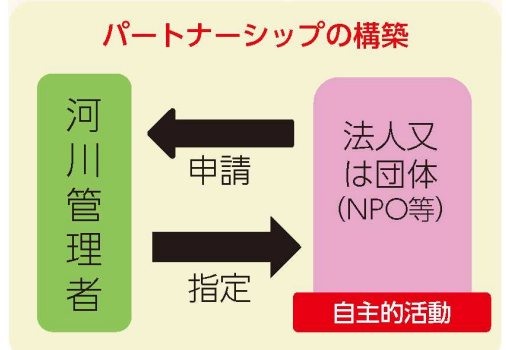 パートナーシップの構築
河川管理者
申請
指定
法人又
は団体
（NPO等）
自主的活動